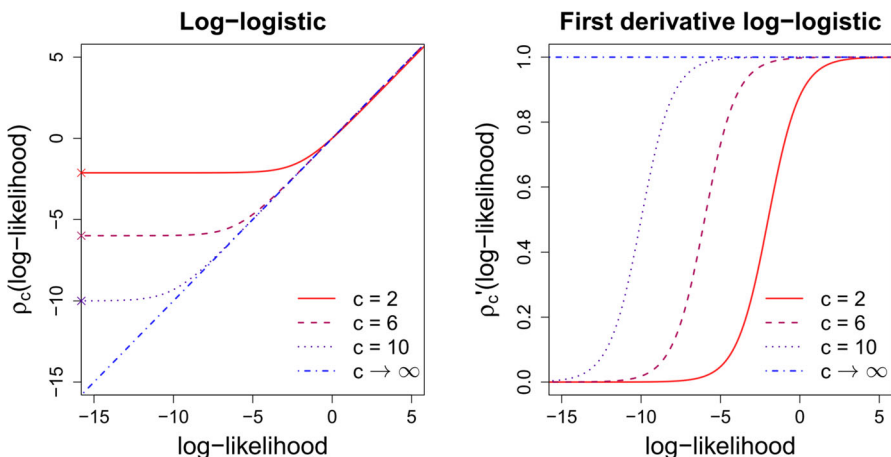 Log−logistic
ρc(log−likelihood)
5
0
−5
−10
−15
c = 2
c = 6
c = 10
c → ∞
−15 −10 −5 0 5
log−likelihood
First derivative log−logistic
ρc'(log−likelihood)
1.0
0.8
0.6
0.4
0.2
0.0
c = 2
c = 6
c = 10
c → ∞
−15 −10 −5 0 5
log−likelihood